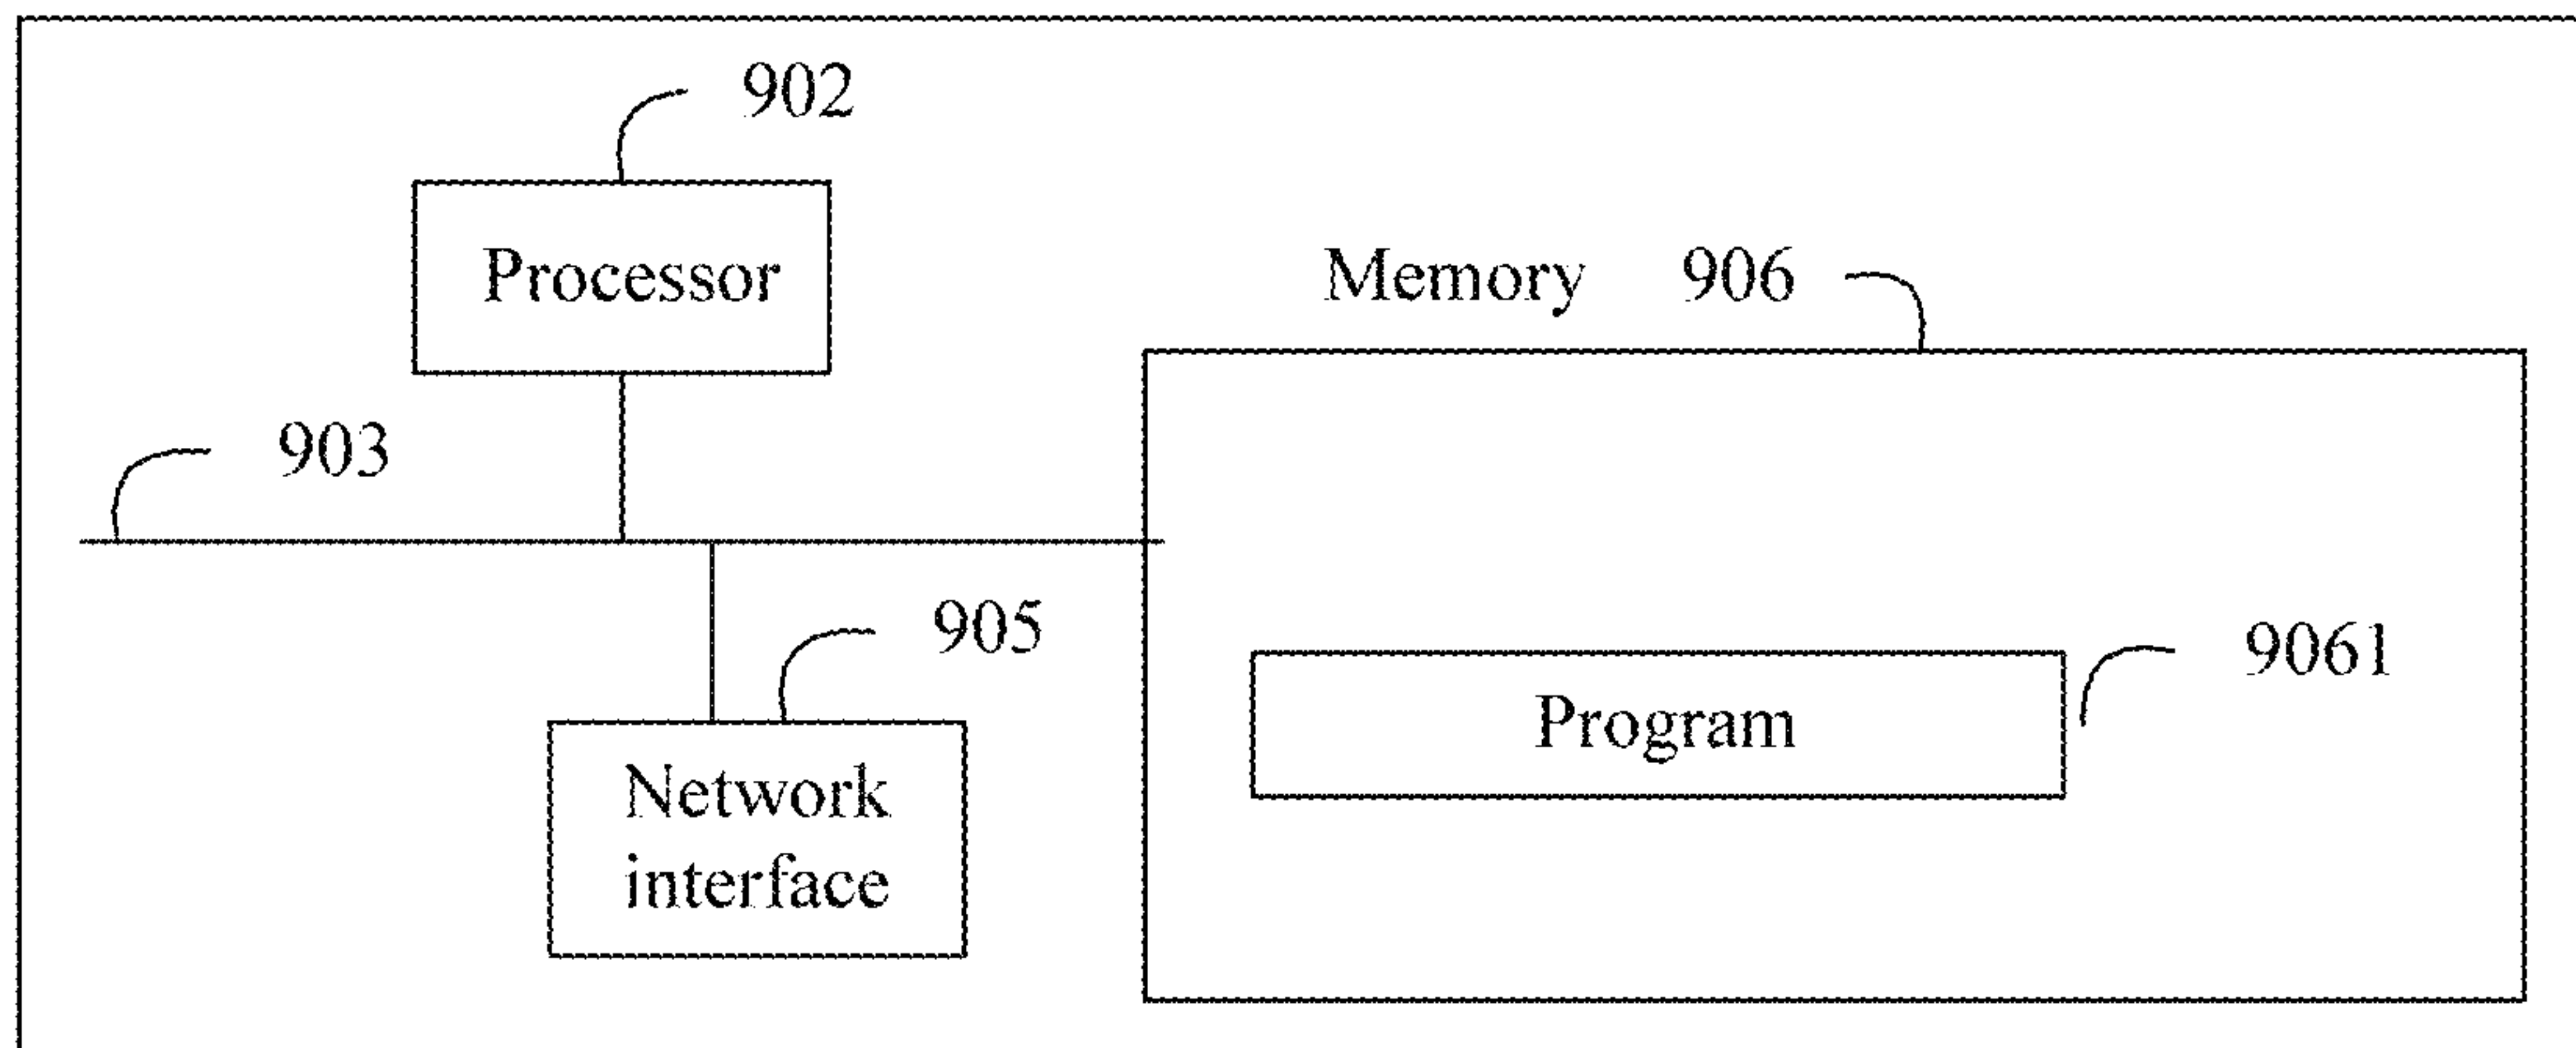 902
Processor
Memory 906
903
905
9061
Program
Network
interface